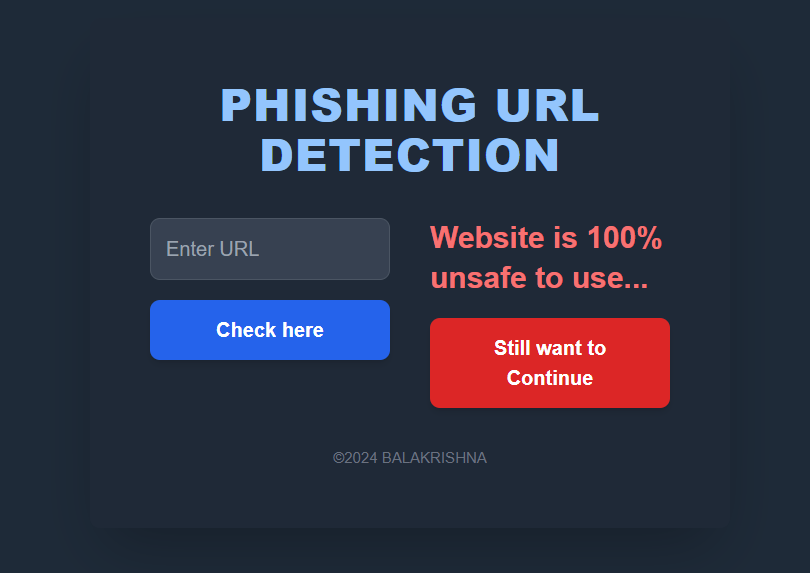 PHISHING URL
DETECTION
Enter URL
Check here
Website is 100%
unsafe to use...
Still want to
Continue
©2024 BALAKRISHNA